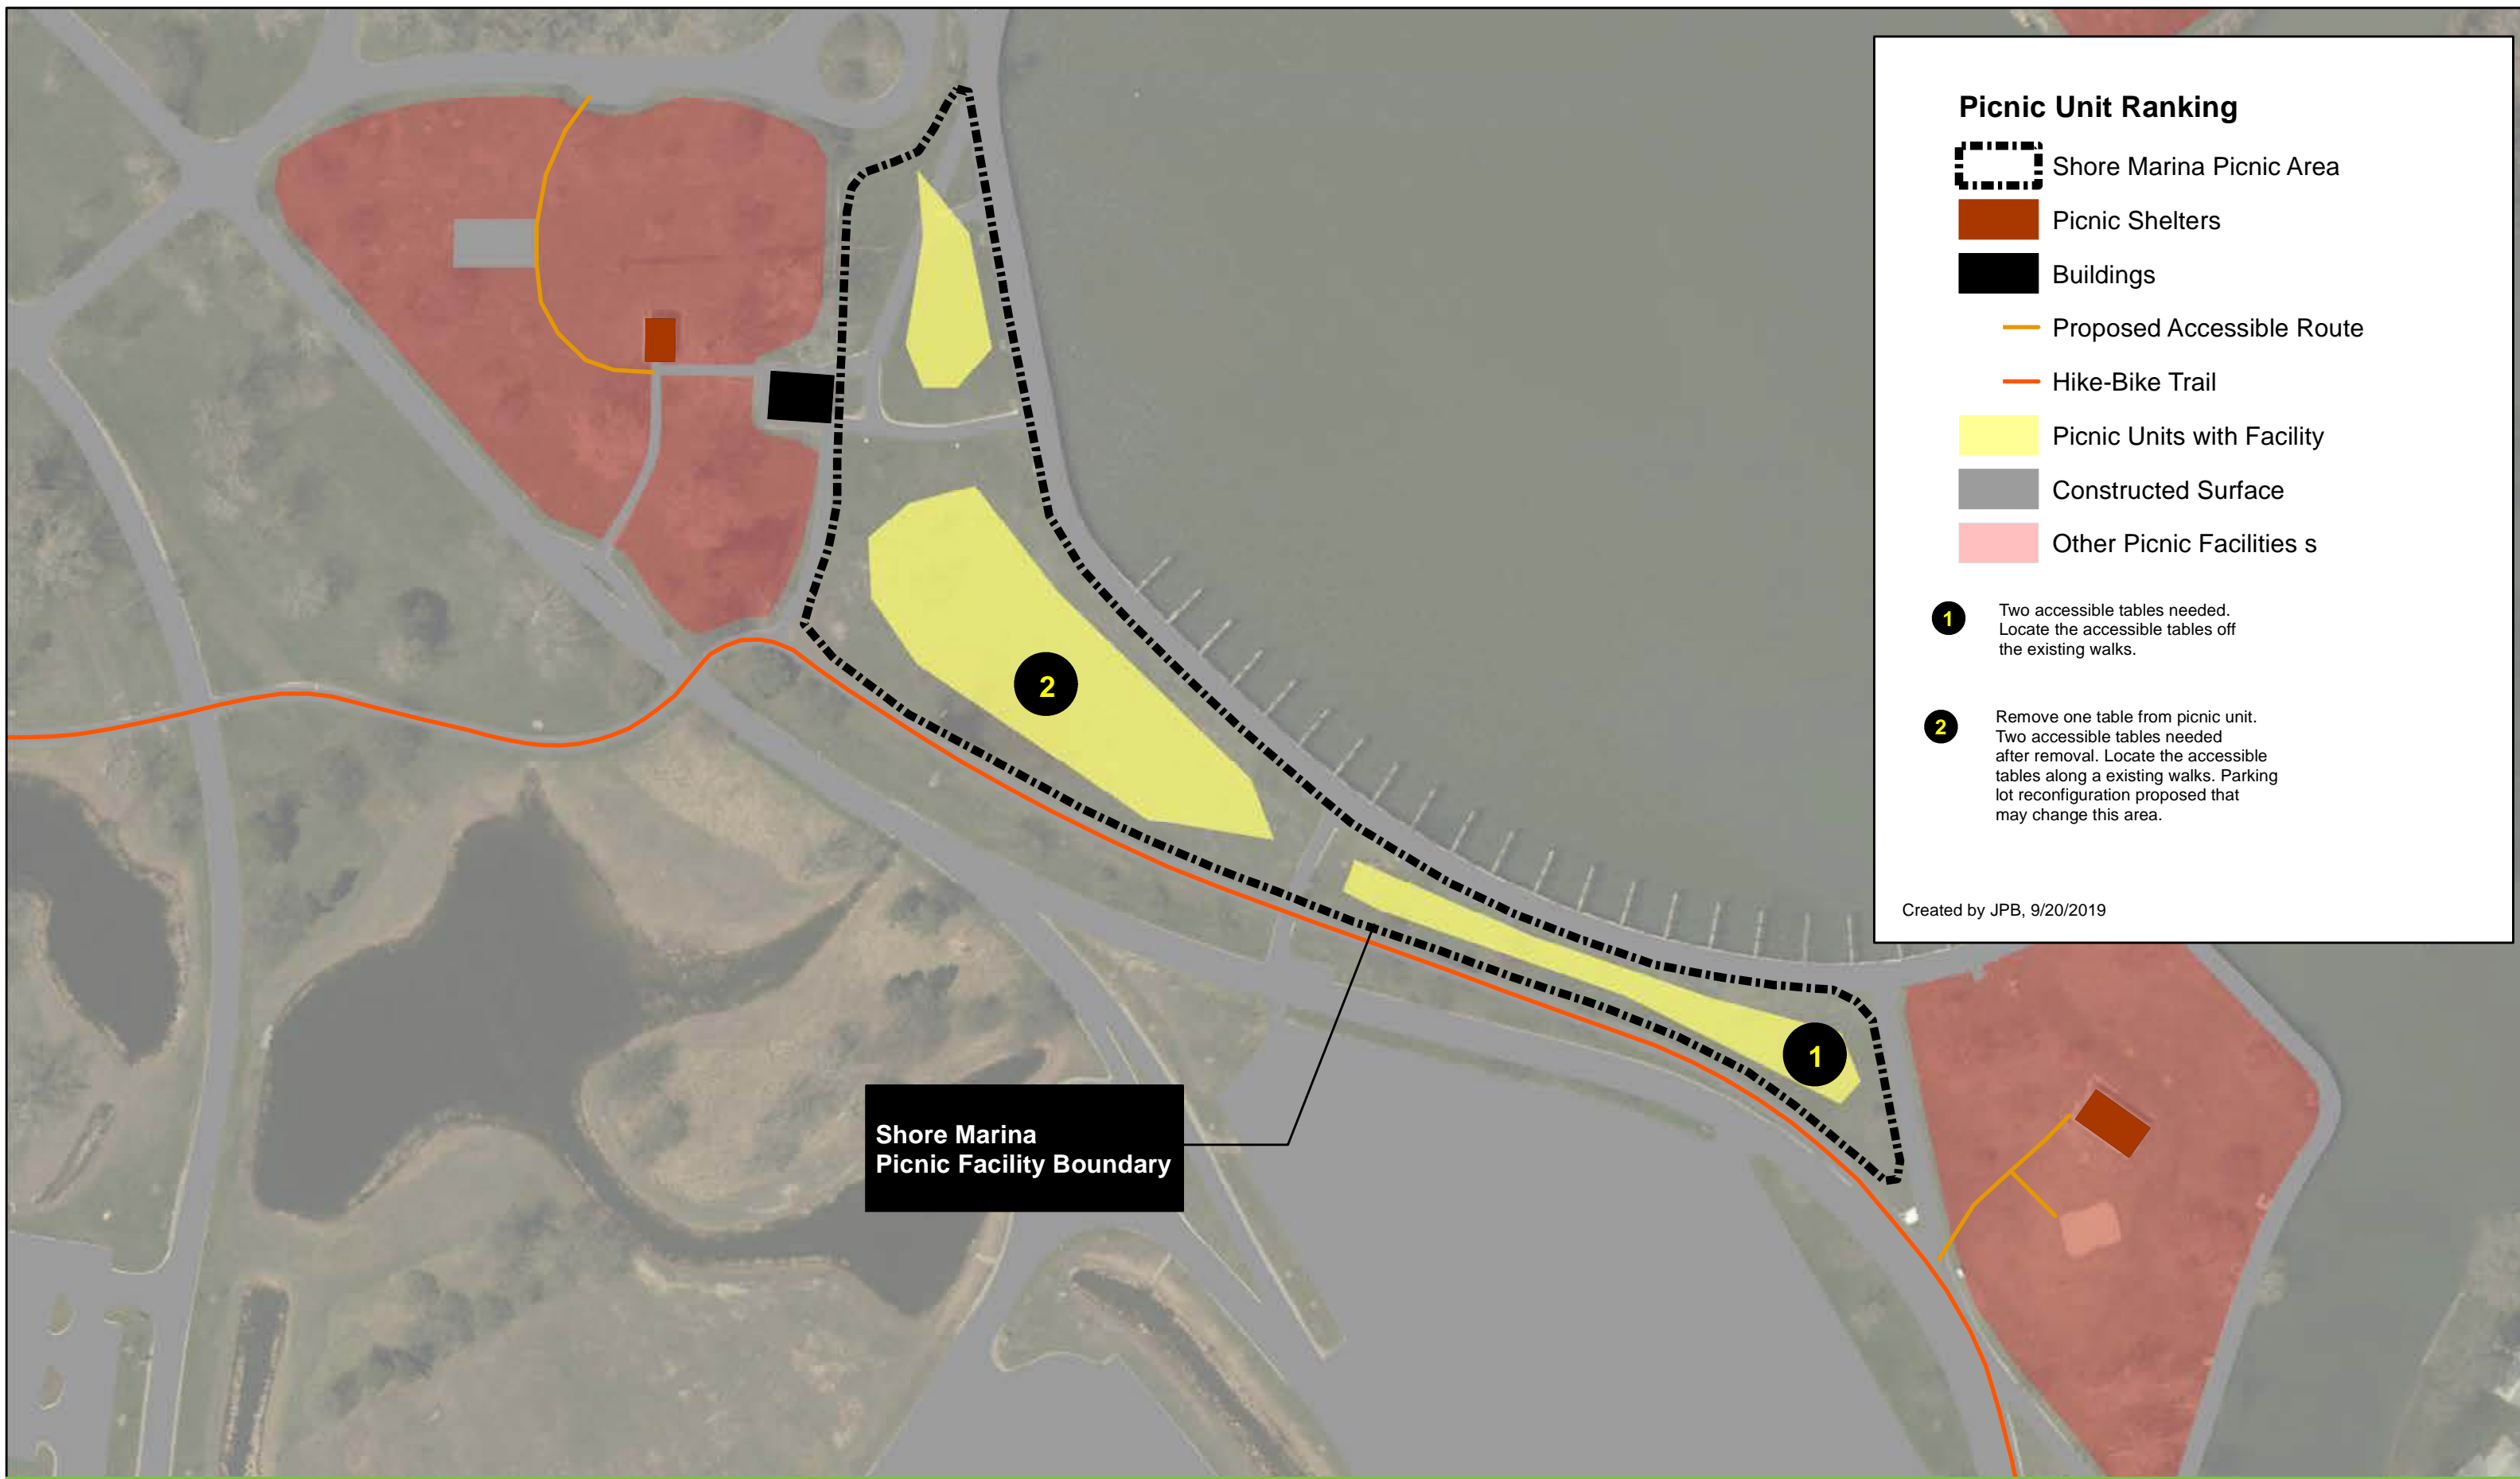 Picnic Unit Ranking
Shore Marina Picnic Area
Picnic Shelters
Buildings
Proposed Accessible Route
Hike-Bike Trail
Picnic Units with Facility
Constructed Surface
Other Picnic Facilities s
1
Two accessible tables needed.
Locate the accessible tables off
the existing walks.
2
Remove one table from picnic unit.
Two accessible tables needed
after removal. Locate the accessible
tables along a existing walks. Parking
lot reconfiguration proposed that
may change this area.
Created by JPB, 9/20/2019
2
1
Shore Marina
Picnic Facility Boundary